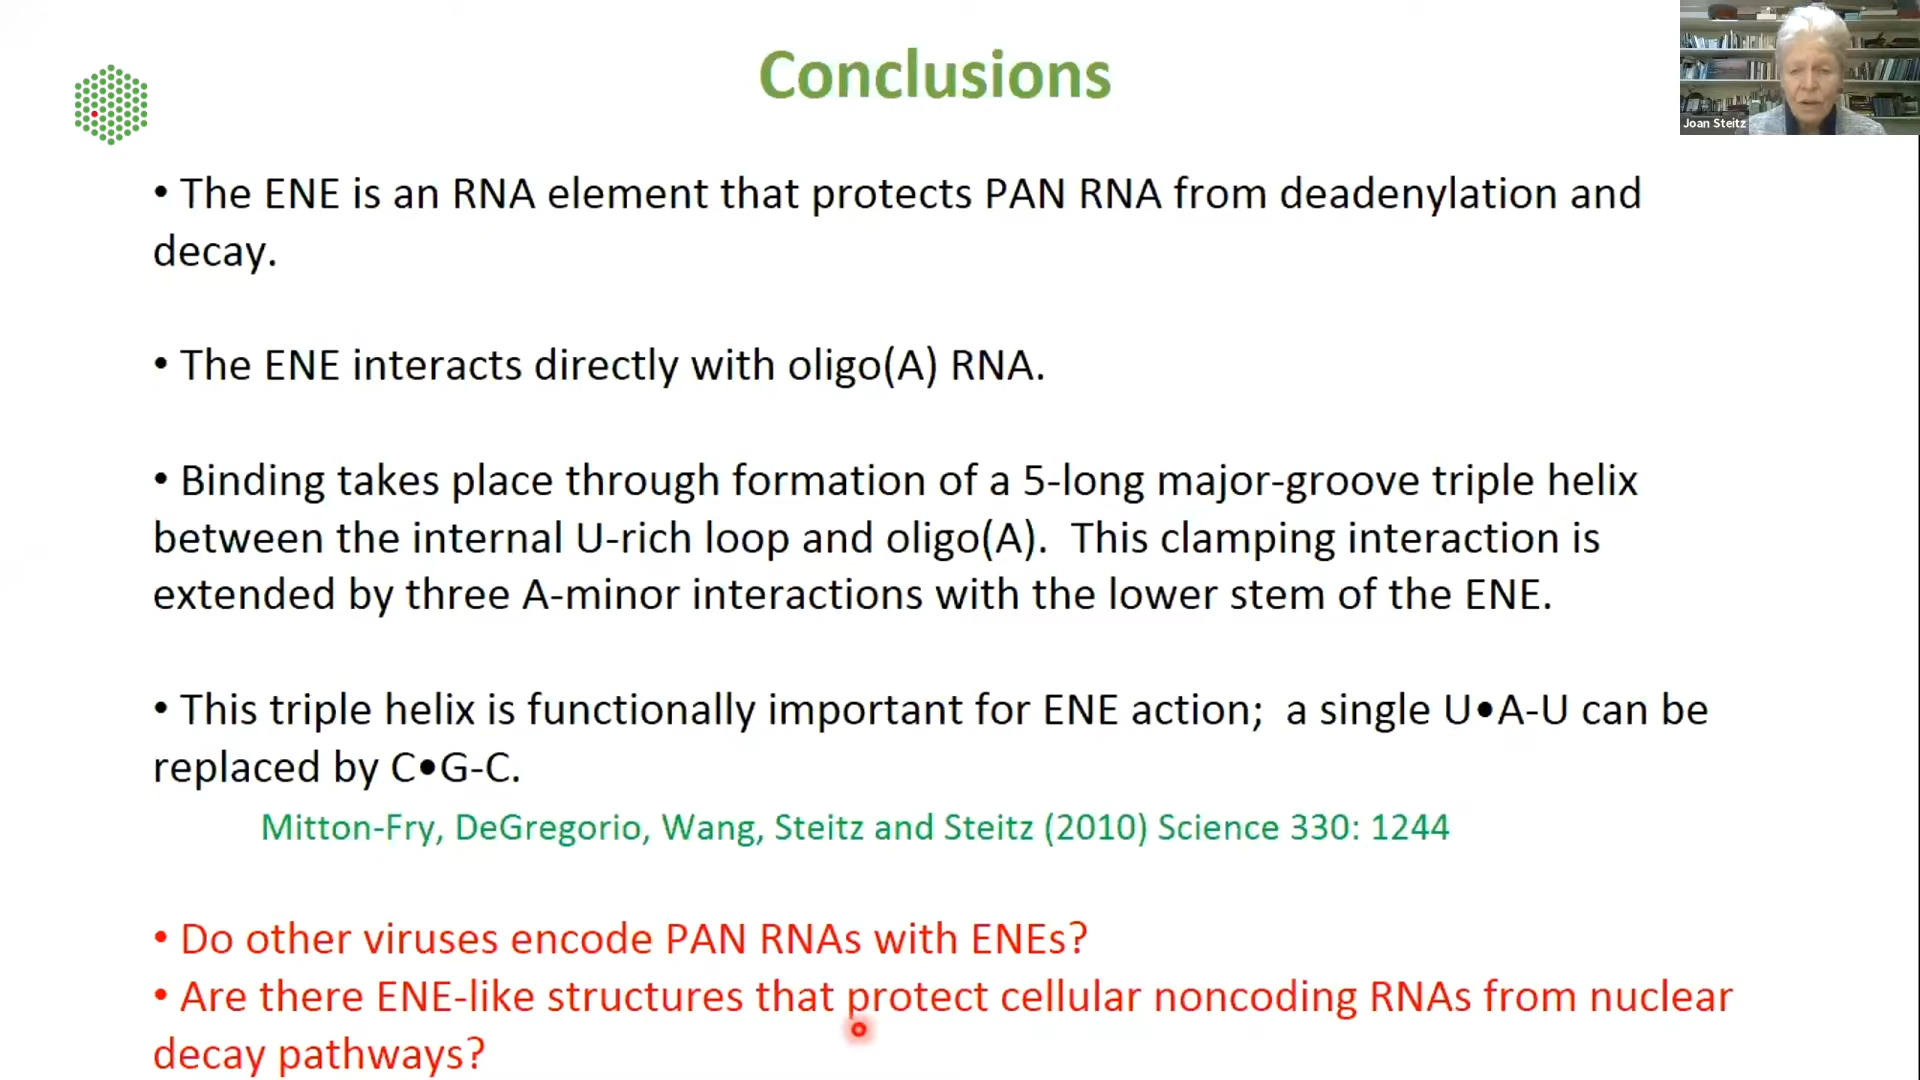 Conclusions
Joan Steitz
• The ENE is an RNA element that protects PAN RNA from deadenylation and
decay.
• The ENE interacts directly with oligo(A) RNA.
• Binding takes place through formation of a 5-long major-groove triple helix
between the internal U-rich loop and oligo(A).  This clamping interaction is
extended by three A-minor interactions with the lower stem of the ENE.
• This triple helix is functionally important for ENE action;  a single U•A-U can be
replaced by C•G-C.
Mitton-Fry, DeGregorio, Wang, Steitz and Steitz (2010) Science 330: 1244
• Do other viruses encode PAN RNAs with ENEs?
• Are there ENE-like structures that protect cellular noncoding RNAs from nuclear
decay pathways?